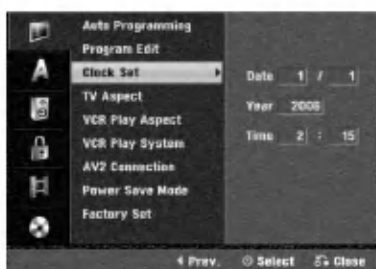 Auto Programming
Program Edit
Clock Set
TV Aspect
VCR Play Aspect
VCR Play System
AV2 Connection
Power Save Mode
Factory Set
Date 1 / 1
Year 2006
Time 2 : 15
Prev. Select Close